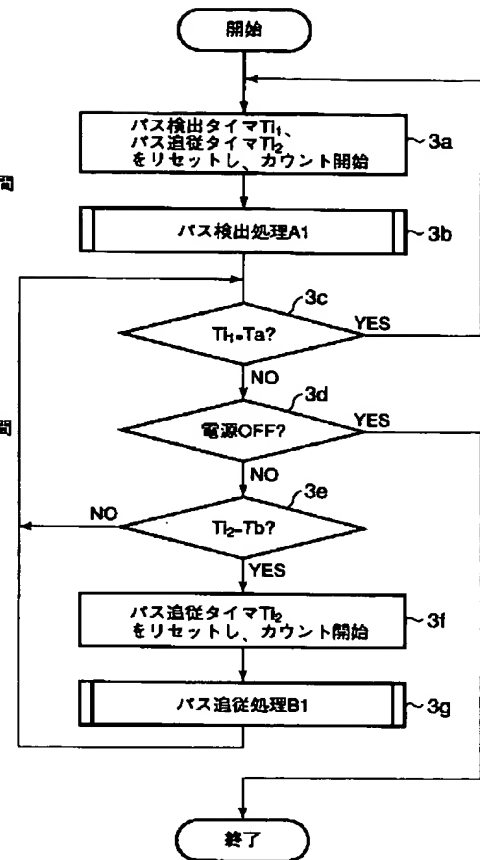 開始
パス検出タイマTi₁、
パス追従タイマTi₂
をリセットし、カウント開始
~3a
間
パス検出処理A1
~3b
3c
Ti₁=Ta?
YES
NO
3d
間
電源OFF?
YES
NO
3e
NO
Ti₂=Tb?
YES
パス追従タイマTi₂
をリセットし、カウント開始
~3f
パス追従処理B1
~3g
終了